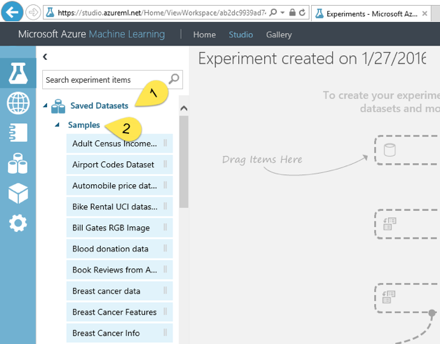 https://studio.azureml.net/Home/ViewWorkspace/ab2dc9939ad7-
Experiments - Microsoft Az
Microsoft Azure Machine Learning
Home
Studio
Gallery
Search experiment items
Experiment created on 1/27/2016
Saved Datasets
1
Samples
2
To create your experime
datasets and mo
Drag Items Here
Adult Census Income...
Airport Codes Dataset
Automobile price dat...
Bike Rental UCI datas...
Bill Gates RGB Image
Blood donation data
Book Reviews from A...
Breast cancer data
Breast Cancer Features
Breast Cancer Info